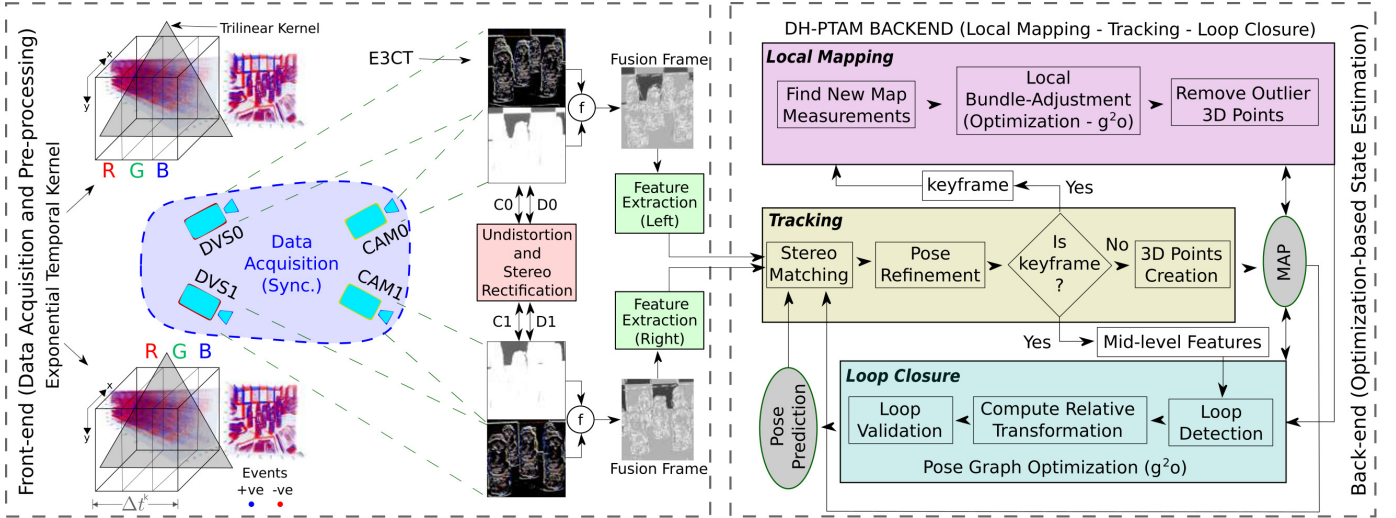 Front-end (Data Acquisition and Pre-processing)
Exponential Temporal Kernel
Trilinear Kernel
x
y
R G B
DVS0
CAM0
Data
Acquisition
(Sync.)
DVS1
CAM1
R G B
x
y
Δtᵏ
Events
+ve -ve
E3CT
f
Fusion Frame
C0 D0
Undistortion
and
Stereo
Rectification
C1 D1
f
Fusion Frame
Feature
Extraction
(Left)
Feature
Extraction
(Right)
DH-PTAM BACKEND (Local Mapping - Tracking - Loop Closure)
Local Mapping
Find New Map
Measurements
Local
Bundle-Adjustment
(Optimization - g²o)
Remove Outlier
3D Points
keyframe
Yes
Tracking
Stereo
Matching
Pose
Refinement
Is
keyframe
?
No
3D Points
Creation
MAP
Yes
Mid-level Features
Pose
Prediction
Loop Closure
Loop
Validation
Compute Relative
Transformation
Loop
Detection
Pose Graph Optimization (g²o)
Back-end (Optimization-based State Estimation)